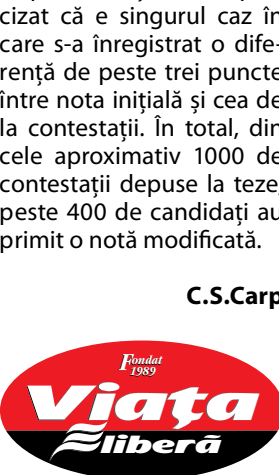 cizat că e singurul caz în
care s-a înregistrat o dife-
rență de peste trei puncte
între nota inițială și cea de
la contestații. În total, din
cele aproximativ 1000 de
contestații depuse la teze,
peste 400 de candidați au
primit o notă modificată.
C.S.Carp
Fondat
1989
Viaţa
liberă